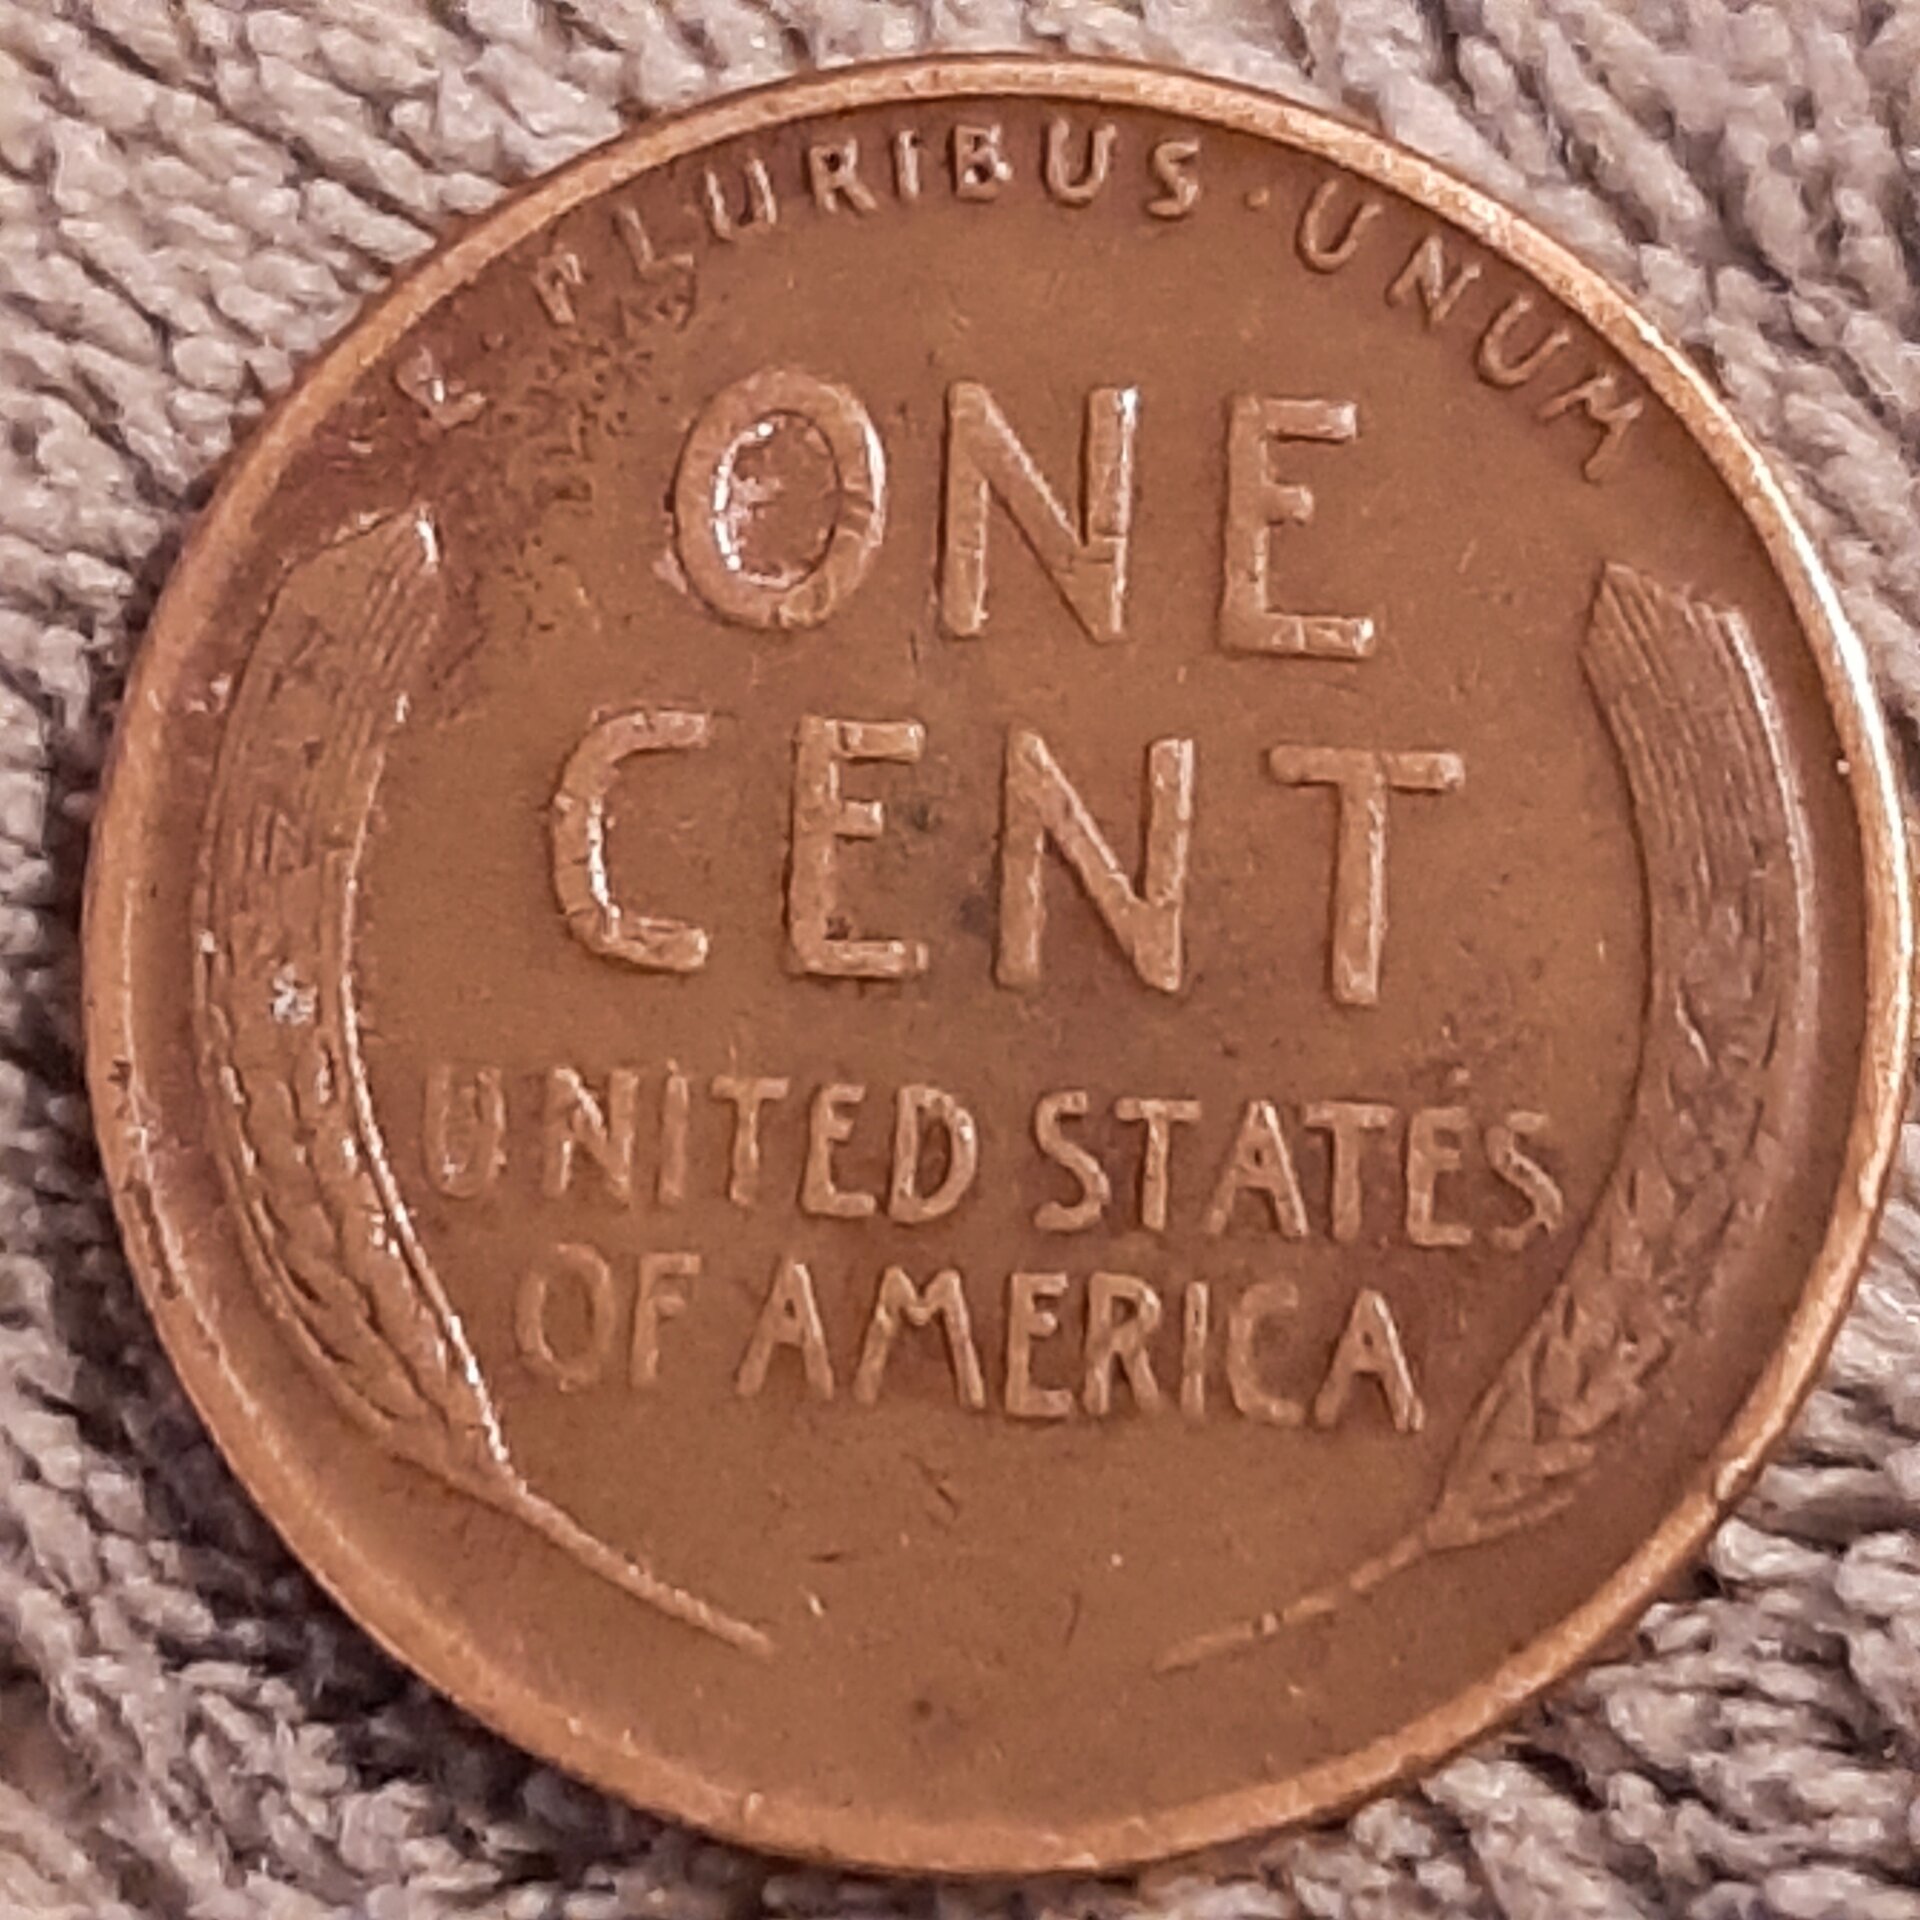 E·PLURIBUS·UNUM
ONE
CENT
UNITED STATES
OF AMERICA